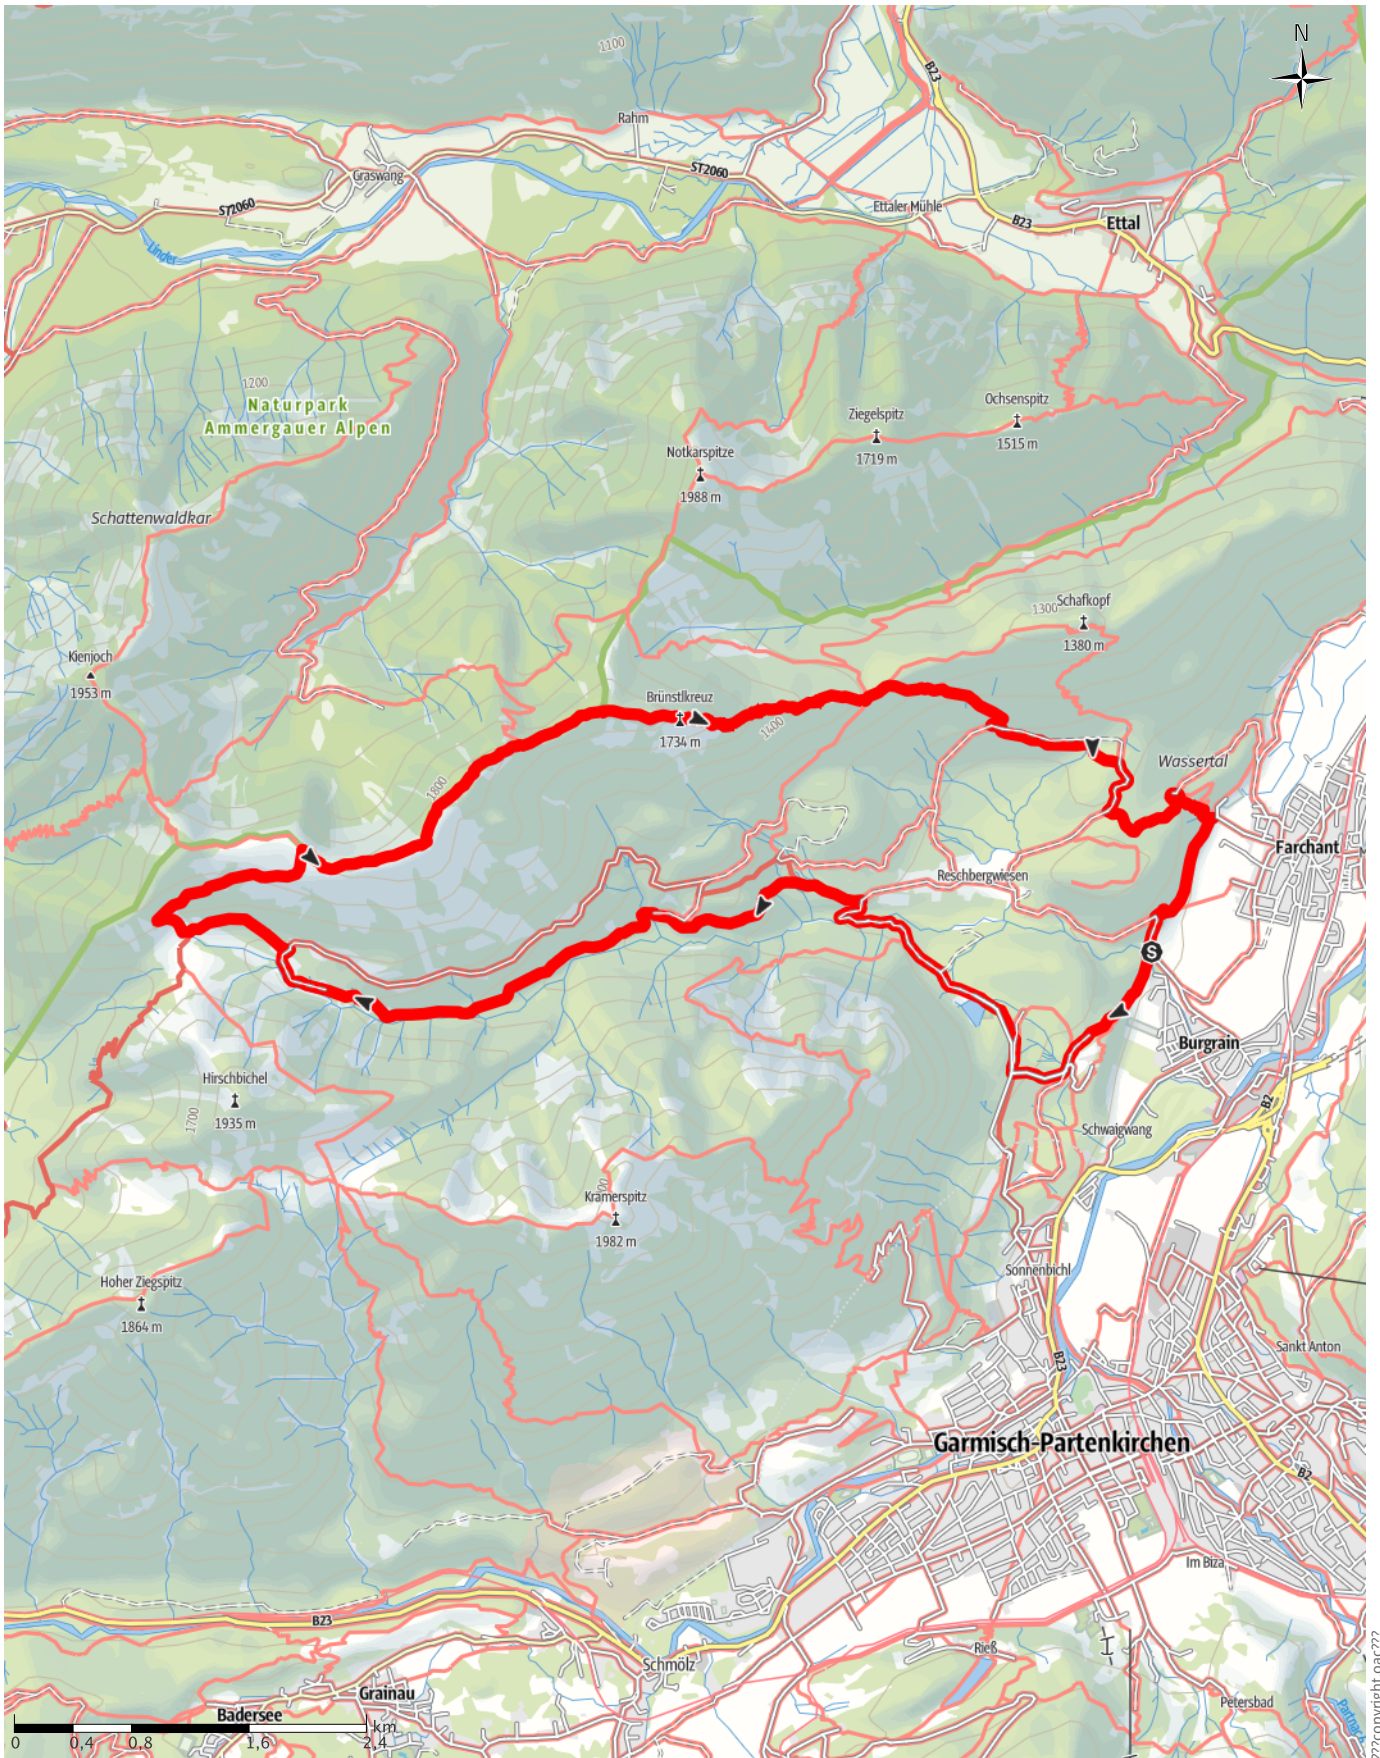 N
1100
B23
Rahm
Graswang
ST2060
ST2060
Ettaler Mühle
B23
Ettal
Linder
1200
Naturpark
Ammergauer Alpen
Ochsenspitz
1515 m
Ziegelspitz
1719 m
Notkarspitze
1988 m
Schattenwaldkar
1300
Schafkopf
1380 m
Kienjoch
1953 m
Brünstlkreuz
1734 m
1400
1800
Wassertal
Farchant
Reschbergwiesen
S
Burgrain
Hirschbichel
1935 m
1700
B2
Schwaigwang
Kramerspitz
1982 m
Sonnenbichl
Hoher Ziegspitz
1864 m
B23
Sankt Anton
Garmisch-Partenkirchen
B2
Im Biza
B23
Rieß
Schmölz
Grainau
Badersee
Petersbad
Partnach
km
0 0,4 0,8 1,6 2,4
???copyright oac???